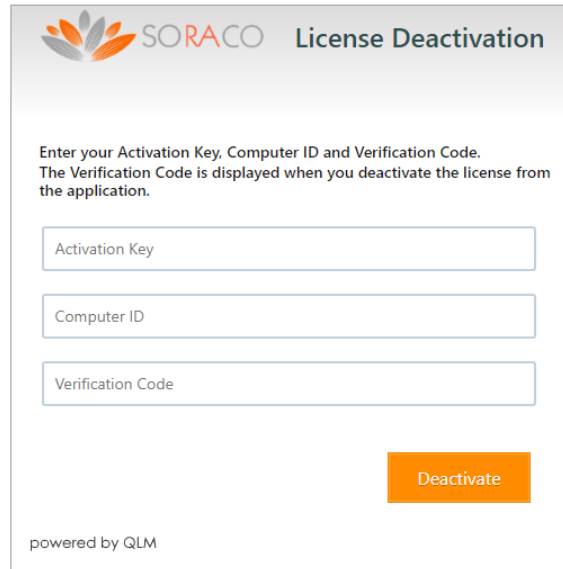 SORACO License Deactivation
Enter your Activation Key, Computer ID and Verification Code.
The Verification Code is displayed when you deactivate the license from
the application.
Activation Key
Computer ID
Verification Code
Deactivate
powered by QLM